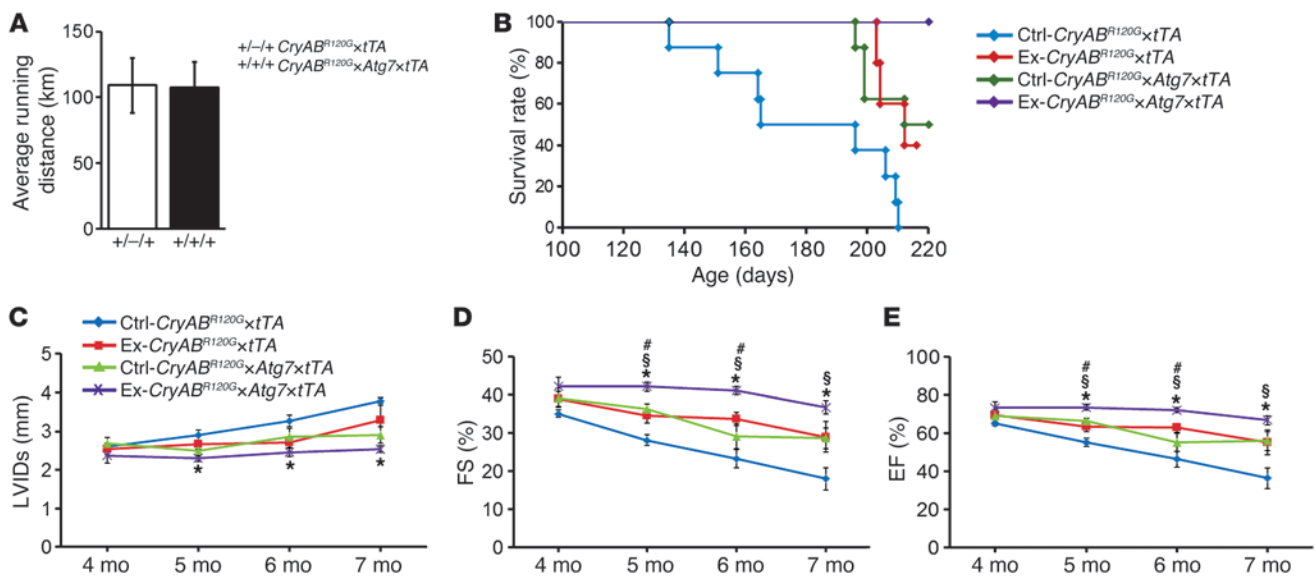 A
Average running
distance (km)
150
100
50
0
+/–/+
+/+/+
+/–/+ CryAB^R120G×tTA
+/+/+ CryAB^R120G×Atg7×tTA
B
Survival rate (%)
100
80
60
40
20
0
100 120 140 160 180 200 220
Age (days)
Ctrl-CryAB^R120G×tTA
Ex-CryAB^R120G×tTA
Ctrl-CryAB^R120G×Atg7×tTA
Ex-CryAB^R120G×Atg7×tTA
C
Ctrl-CryAB^R120G×tTA
Ex-CryAB^R120G×tTA
Ctrl-CryAB^R120G×Atg7×tTA
Ex-CryAB^R120G×Atg7×tTA
LVIDs (mm)
5
4
3
2
1
0
* * *
4 mo 5 mo 6 mo 7 mo
D
FS (%)
50
40
30
20
10
0
# #
§ § §
* * *
4 mo 5 mo 6 mo 7 mo
E
EF (%)
100
80
60
40
20
0
# #
§ § §
* * *
4 mo 5 mo 6 mo 7 mo